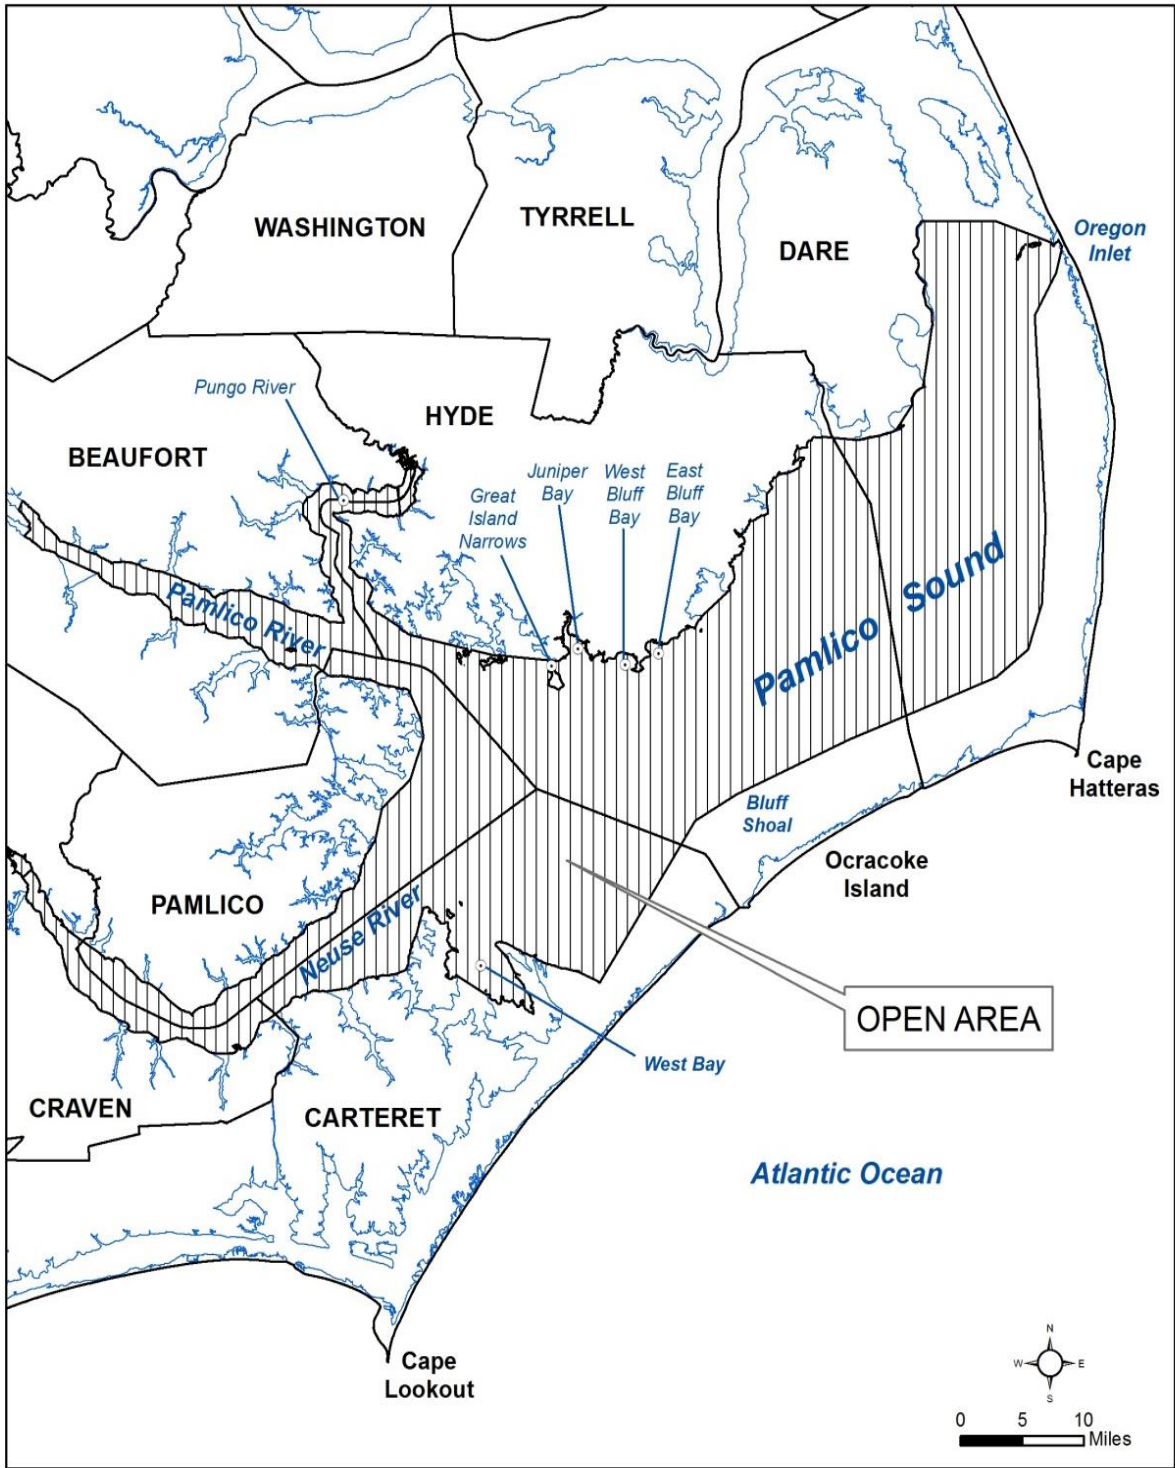 WASHINGTON
TYRRELL
DARE
Oregon
Inlet
Pungo River
HYDE
BEAUFORT
Great
Island
Narrows
Juniper
Bay
West
Bluff
Bay
East
Bluff
Bay
Pamlico River
Pamlico Sound
Cape
Hatteras
Bluff
Shoal
Ocracoke
Island
PAMLICO
Neuse River
OPEN AREA
West Bay
CRAVEN
CARTERET
Atlantic Ocean
Cape
Lookout
N
W E
S
0 5 10
Miles